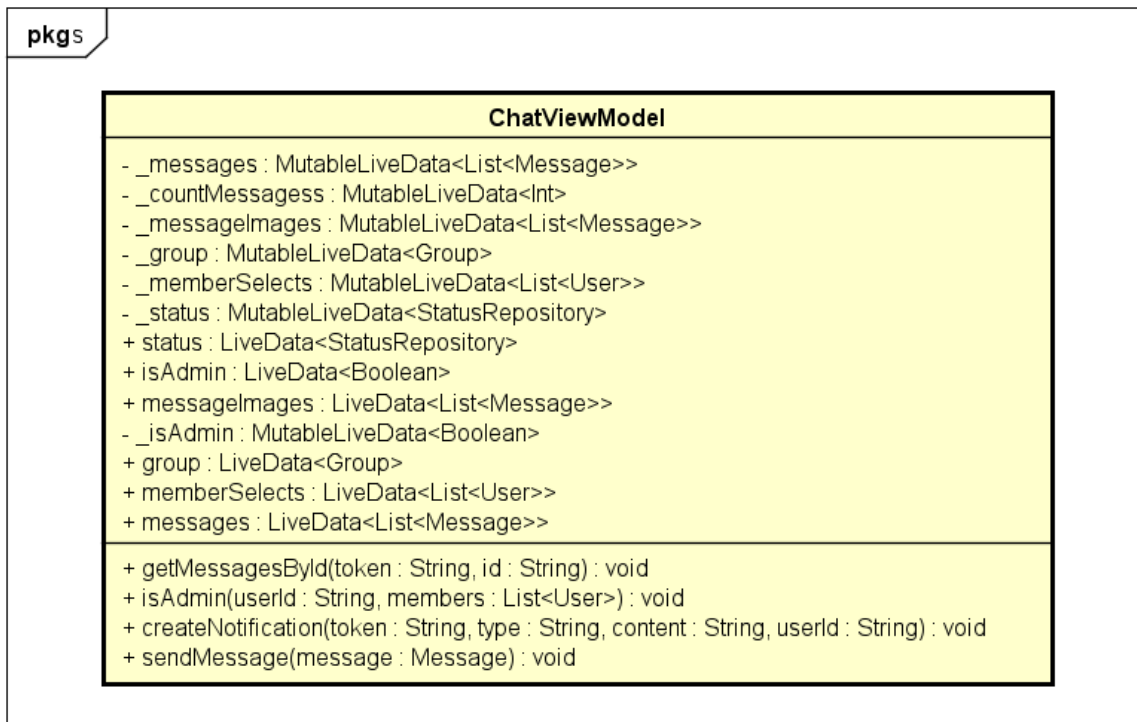 pkgs
ChatViewModel
- _messages : MutableLiveData<List<Message>>
- _countMessagess : MutableLiveData<Int>
- _messageImages : MutableLiveData<List<Message>>
- _group : MutableLiveData<Group>
- _memberSelects : MutableLiveData<List<User>>
- _status : MutableLiveData<StatusRepository>
+ status : LiveData<StatusRepository>
+ isAdmin : LiveData<Boolean>
+ messageImages : LiveData<List<Message>>
- _isAdmin : MutableLiveData<Boolean>
+ group : LiveData<Group>
+ memberSelects : LiveData<List<User>>
+ messages : LiveData<List<Message>>
+ getMessagesById(token : String, id : String) : void
+ isAdmin(userId : String, members : List<User>) : void
+ createNotification(token : String, type : String, content : String, userId : String) : void
+ sendMessage(message : Message) : void